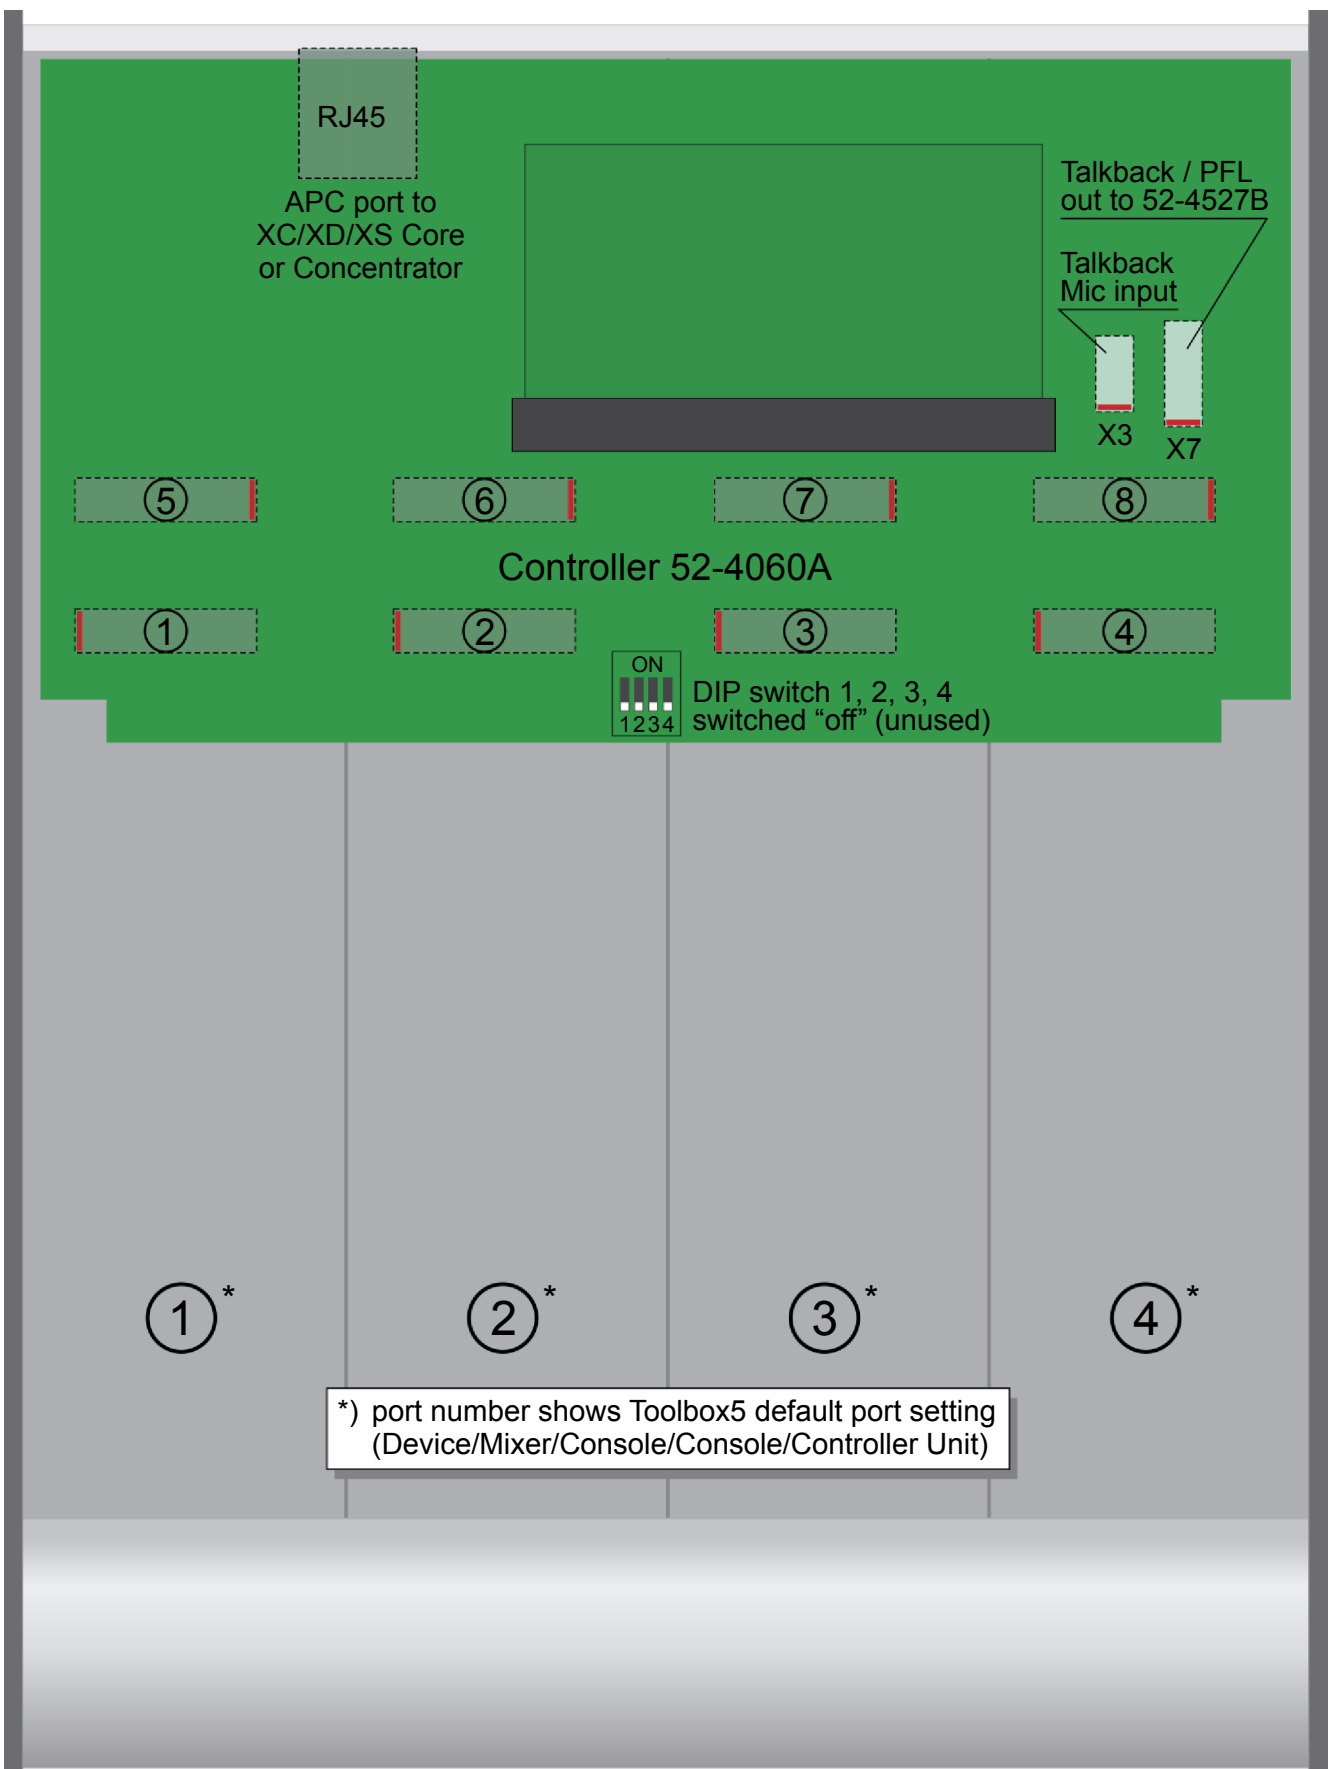 RJ45
APC port to
XC/XD/XS Core
or Concentrator
Talkback / PFL
out to 52-4527B
Talkback
Mic input
X3
X7
5
6
7
8
Controller 52-4060A
1
2
3
4
ON
1234
DIP switch 1, 2, 3, 4
switched “off” (unused)
1*
2*
3*
4*
*) port number shows Toolbox5 default port setting
(Device/Mixer/Console/Console/Controller Unit)